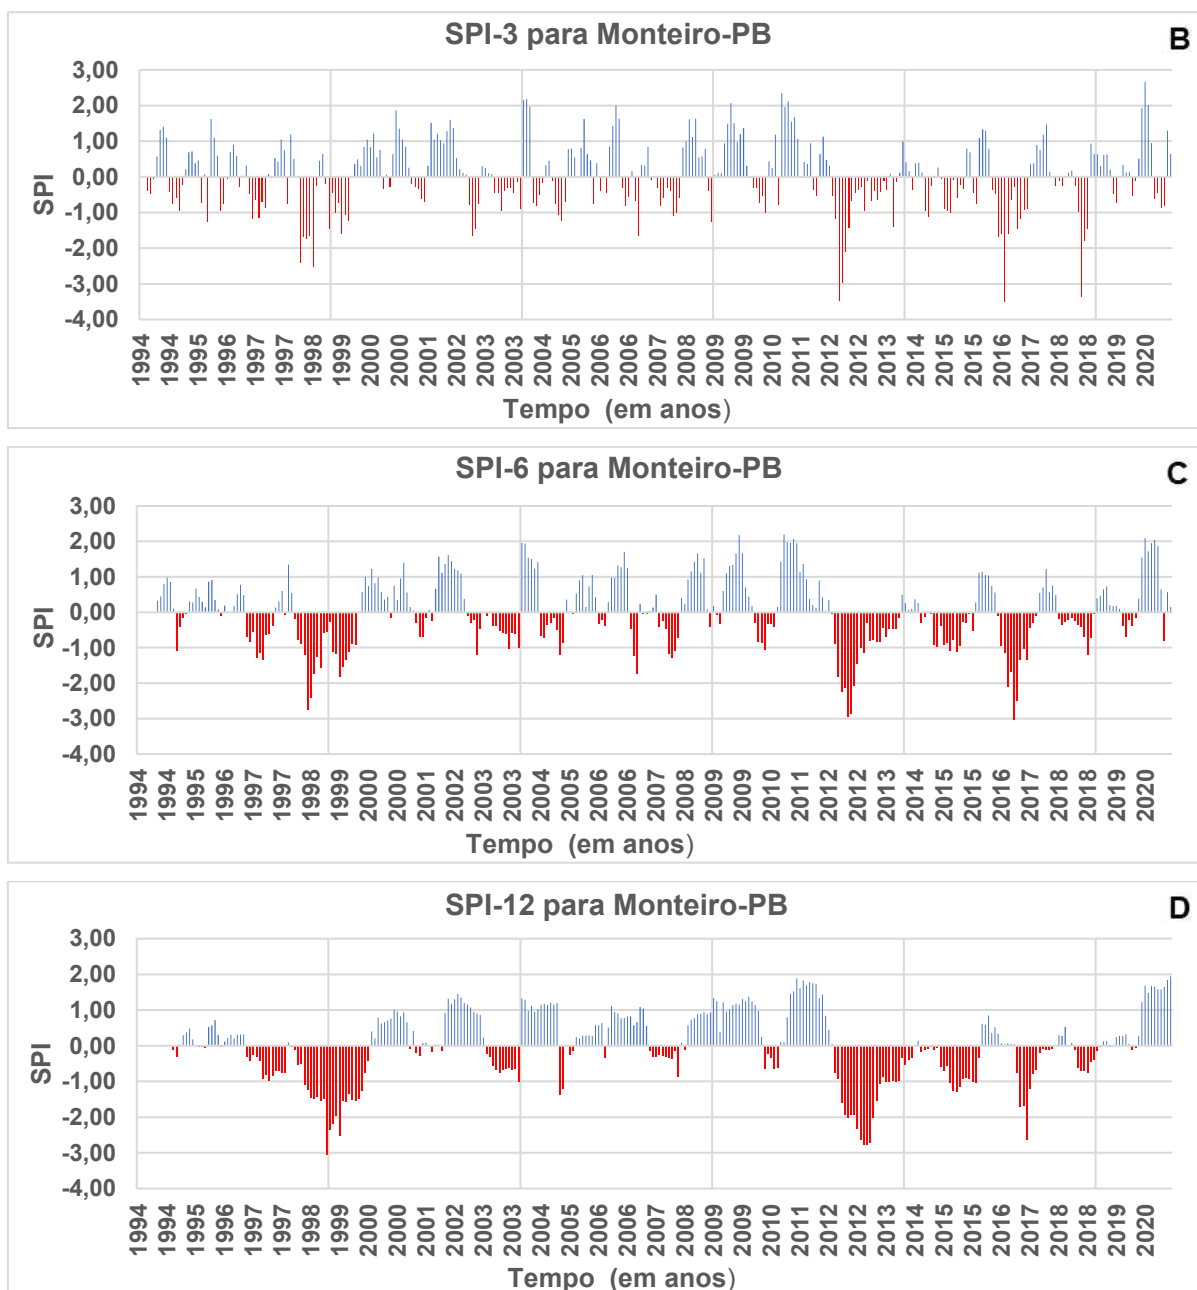 SPI-3 para Monteiro-PB
B
3,00
2,00
1,00
0,00
-1,00
-2,00
-3,00
-4,00
SPI
1994 1994 1995 1996 1997 1997 1998 1999 2000 2000 2001 2002 2003 2003 2004 2005 2006 2006 2007 2008 2009 2009 2010 2011 2012 2012 2013 2014 2015 2015 2016 2017 2018 2018 2019 2020
Tempo (em anos)
SPI-6 para Monteiro-PB
C
3,00
2,00
1,00
0,00
-1,00
-2,00
-3,00
-4,00
1994 1994 1995 1996 1997 1997 1998 1999 2000 2000 2001 2002 2003 2003 2004 2005 2006 2006 2007 2008 2009 2009 2010 2011 2012 2012 2013 2014 2015 2015 2016 2017 2018 2018 2019 2020
Tempo (em anos)
SPI-12 para Monteiro-PB
D
3,00
2,00
1,00
0,00
-1,00
-2,00
-3,00
-4,00
SPI
1994 1994 1995 1996 1997 1997 1998 1999 2000 2000 2001 2002 2003 2003 2004 2005 2006 2006 2007 2008 2009 2009 2010 2011 2012 2012 2013 2014 2015 2015 2016 2017 2018 2018 2019 2020
Tempo (em anos)